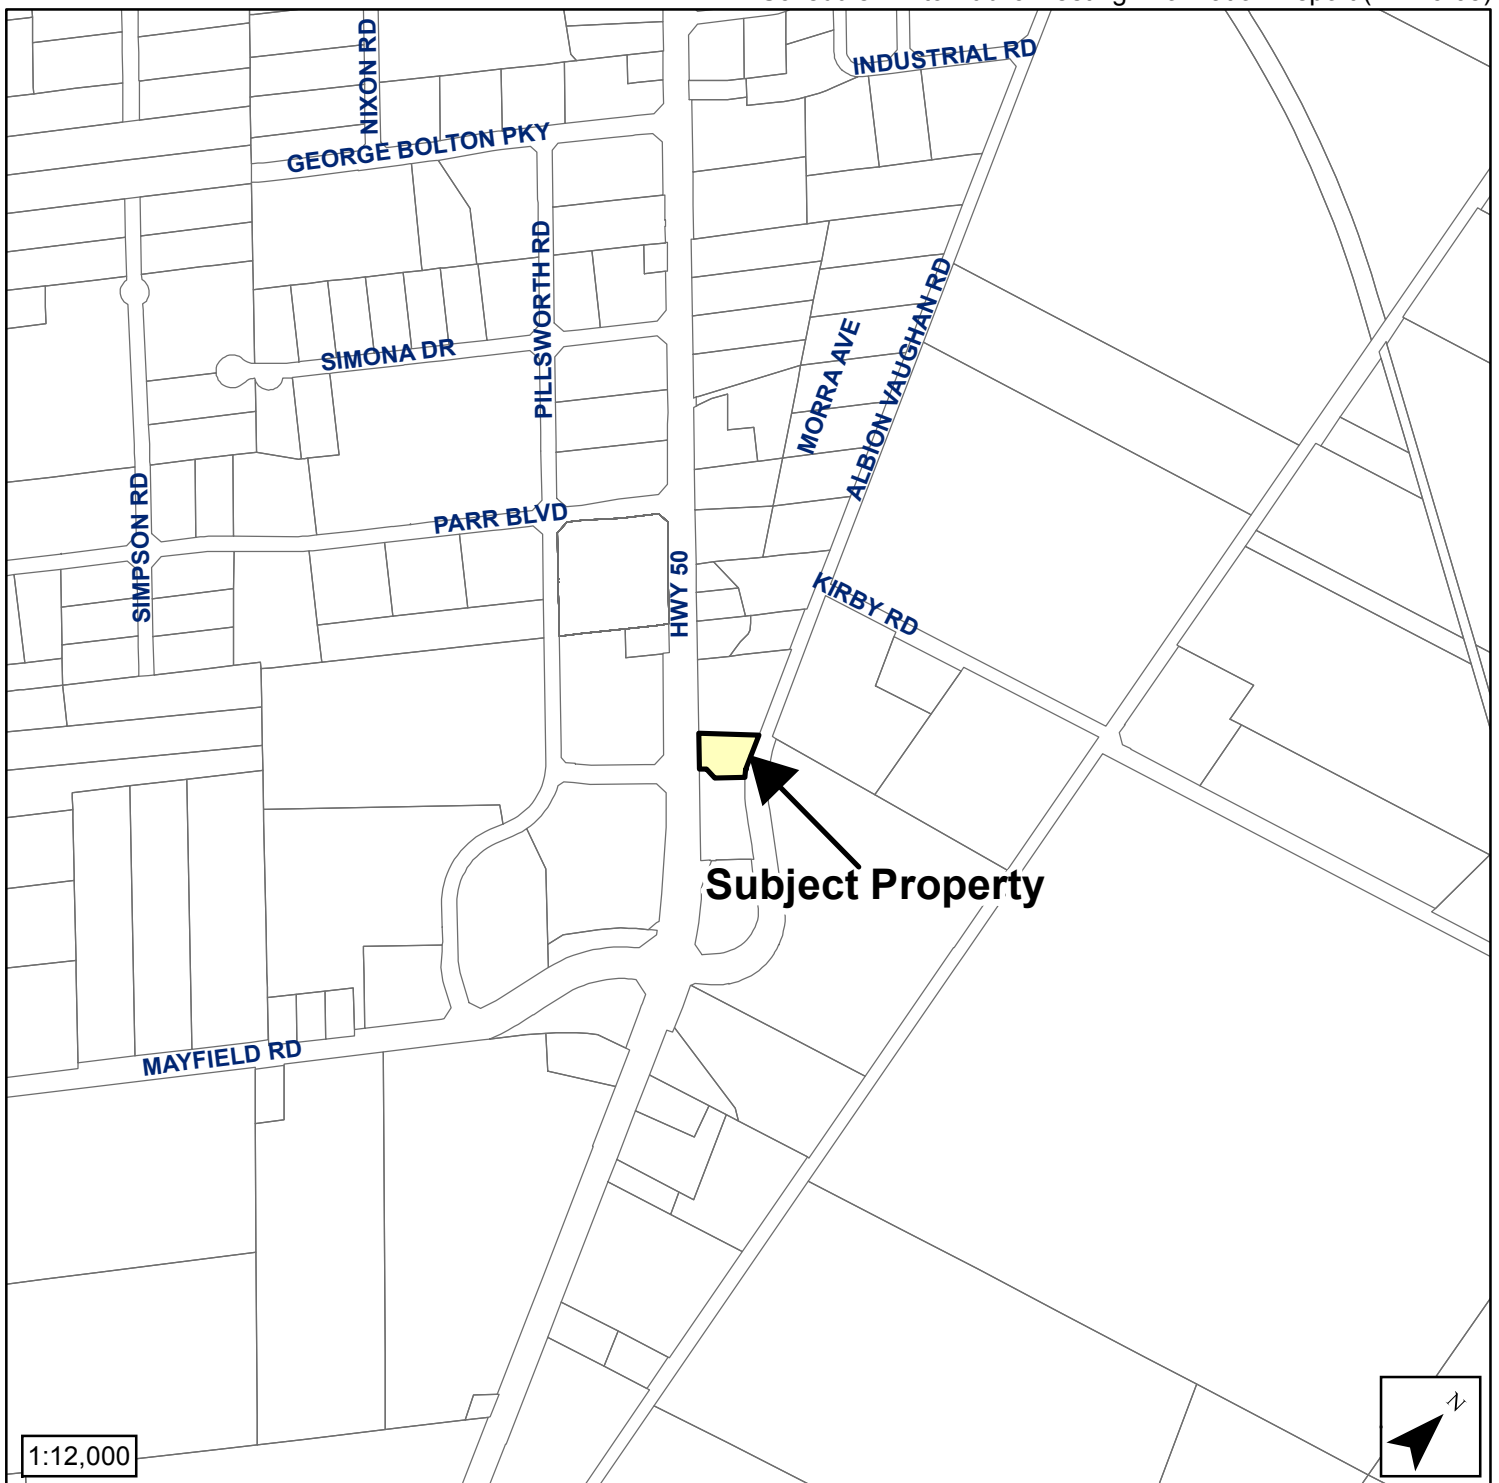 INDUSTRIAL RD
NIXON RD
GEORGE BOLTON PKY
PILLSWORTH RD
SIMONA DR
MORRA AVE
ALBION VAUGHAN RD
SIMPSON RD
PARR BLVD
HWY 50
KIRBY RD
Subject Property
MAYFIELD RD
N
1:12,000